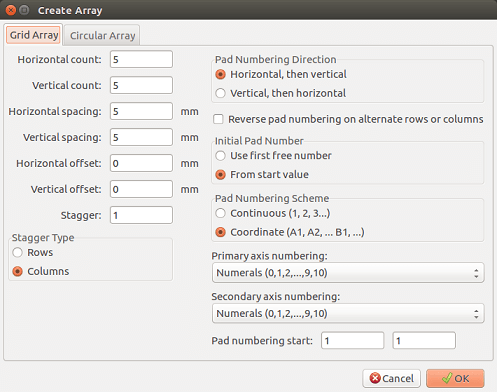 Create Array
Grid Array
Circular Array
Horizontal count: 5
Vertical count: 5
Horizontal spacing: 5 mm
Vertical spacing: 5 mm
Horizontal offset: 0 mm
Vertical offset: 0 mm
Stagger: 1
Stagger Type
Rows
Columns
Pad Numbering Direction
Horizontal, then vertical
Vertical, then horizontal
Reverse pad numbering on alternate rows or columns
Initial Pad Number
Use first free number
From start value
Pad Numbering Scheme
Continuous (1, 2, 3...)
Coordinate (A1, A2, ... B1, ...)
Primary axis numbering:
Numerals (0,1,2,...,9,10)
Secondary axis numbering:
Numerals (0,1,2,...,9,10)
Pad numbering start: 1 1
Cancel
OK